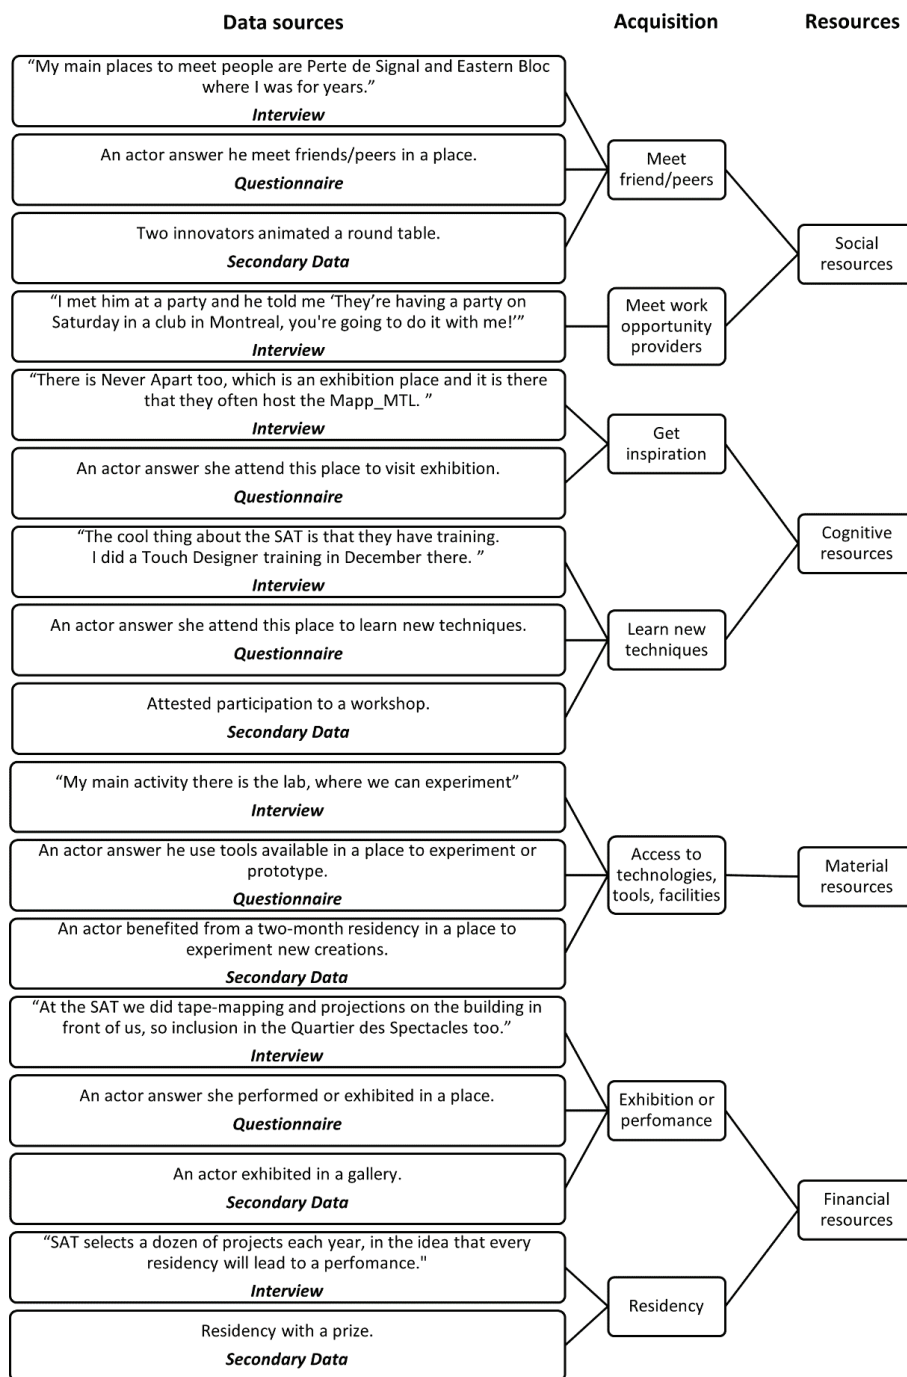 Data sources
Acquisition
Resources
“My main places to meet people are Perte de Signal and Eastern Bloc
where I was for years.”
Interview
An actor answer he meet friends/peers in a place.
Questionnaire
Two innovators animated a round table.
Secondary Data
Meet
friend/peers
“I met him at a party and he told me ‘They’re having a party on
Saturday in a club in Montreal, you're going to do it with me!’”
Interview
Meet work
opportunity
providers
Social
resources
“There is Never Apart too, which is an exhibition place and it is there
that they often host the Mapp_MTL. ”
Interview
An actor answer she attend this place to visit exhibition.
Questionnaire
Get
inspiration
“The cool thing about the SAT is that they have training.
I did a Touch Designer training in December there. ”
Interview
An actor answer she attend this place to learn new techniques.
Questionnaire
Attested participation to a workshop.
Secondary Data
Learn new
techniques
Cognitive
resources
“My main activity there is the lab, where we can experiment”
Interview
An actor answer he use tools available in a place to experiment or
prototype.
Questionnaire
An actor benefited from a two-month residency in a place to
experiment new creations.
Secondary Data
Access to
technologies,
tools, facilities
Material
resources
“At the SAT we did tape-mapping and projections on the building in
front of us, so inclusion in the Quartier des Spectacles too.”
Interview
An actor answer she performed or exhibited in a place.
Questionnaire
An actor exhibited in a gallery.
Secondary Data
Exhibition or
perfomance
“SAT selects a dozen of projects each year, in the idea that every
residency will lead to a perfomance."
Interview
Residency with a prize.
Secondary Data
Residency
Financial
resources